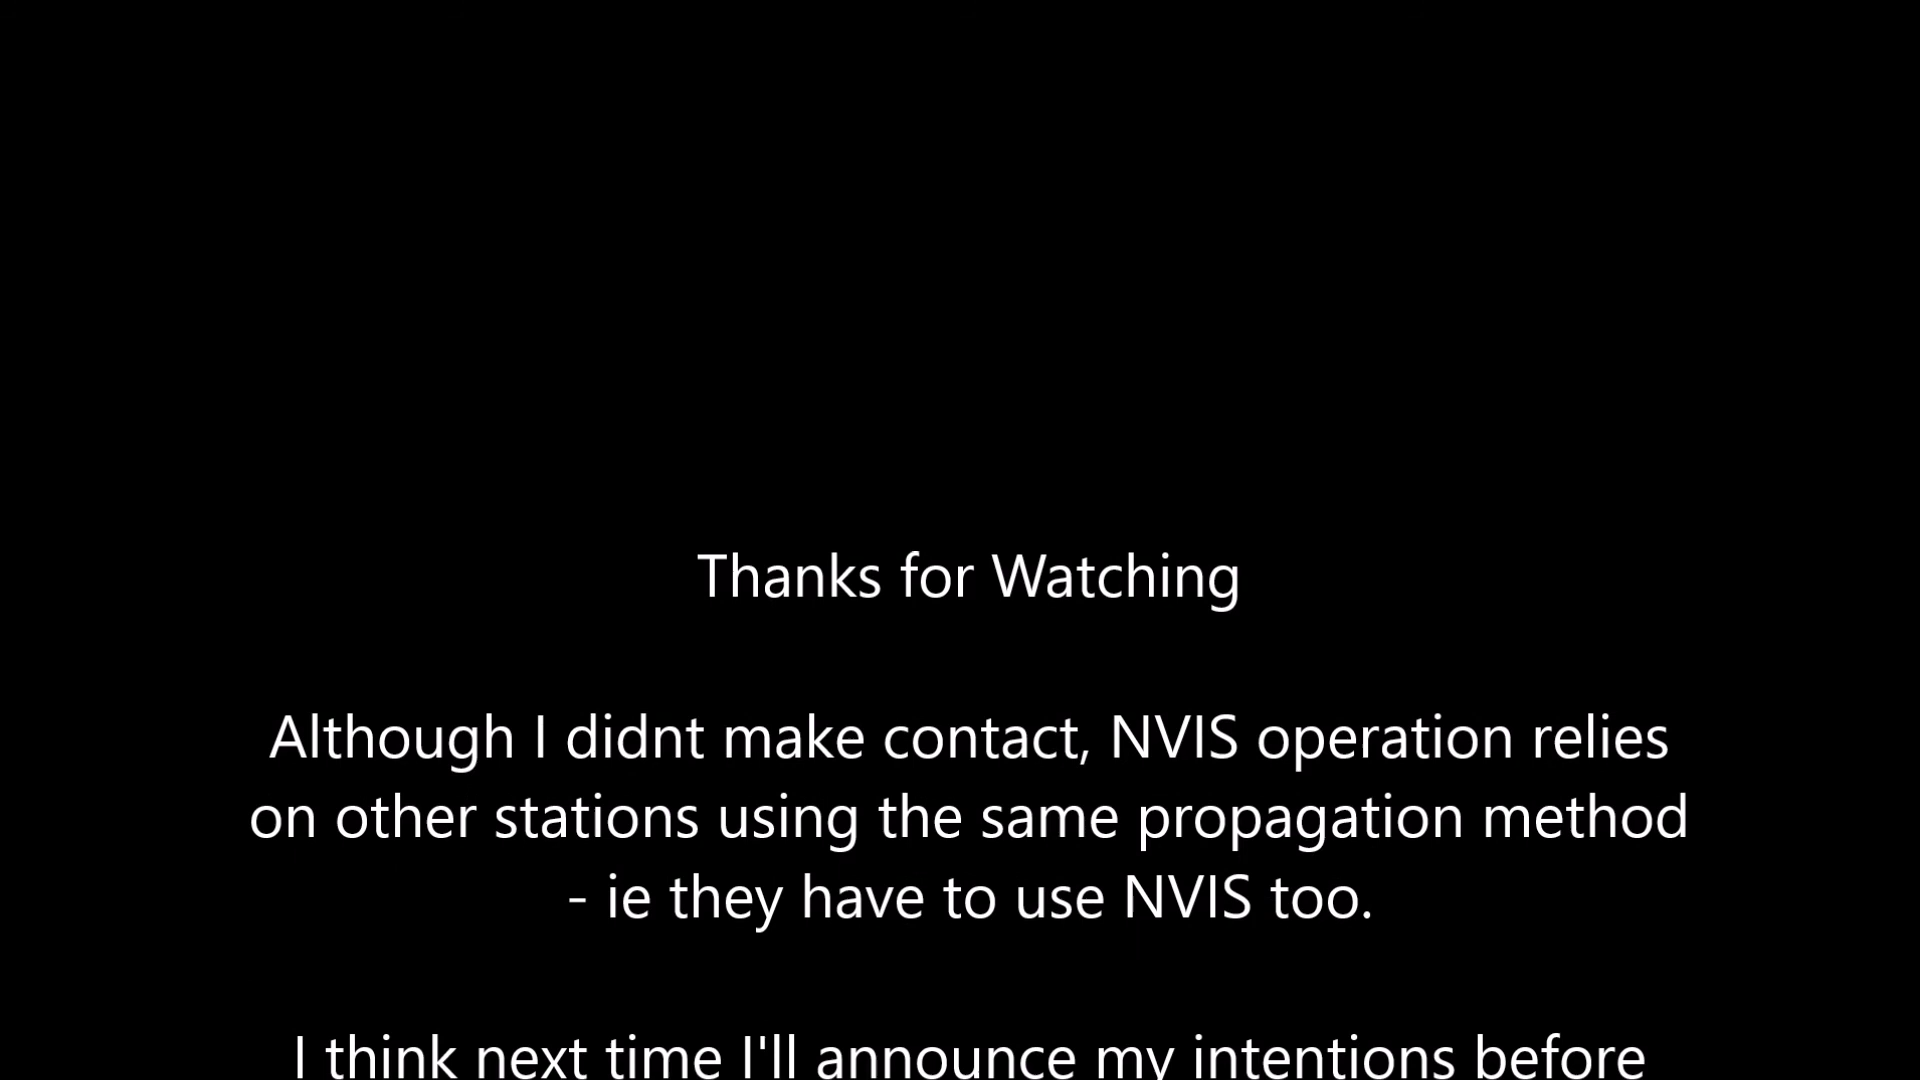 Thanks for Watching
Although I didnt make contact, NVIS operation relies
on other stations using the same propagation method
- ie they have to use NVIS too.
I think next time I'll announce my intentions before